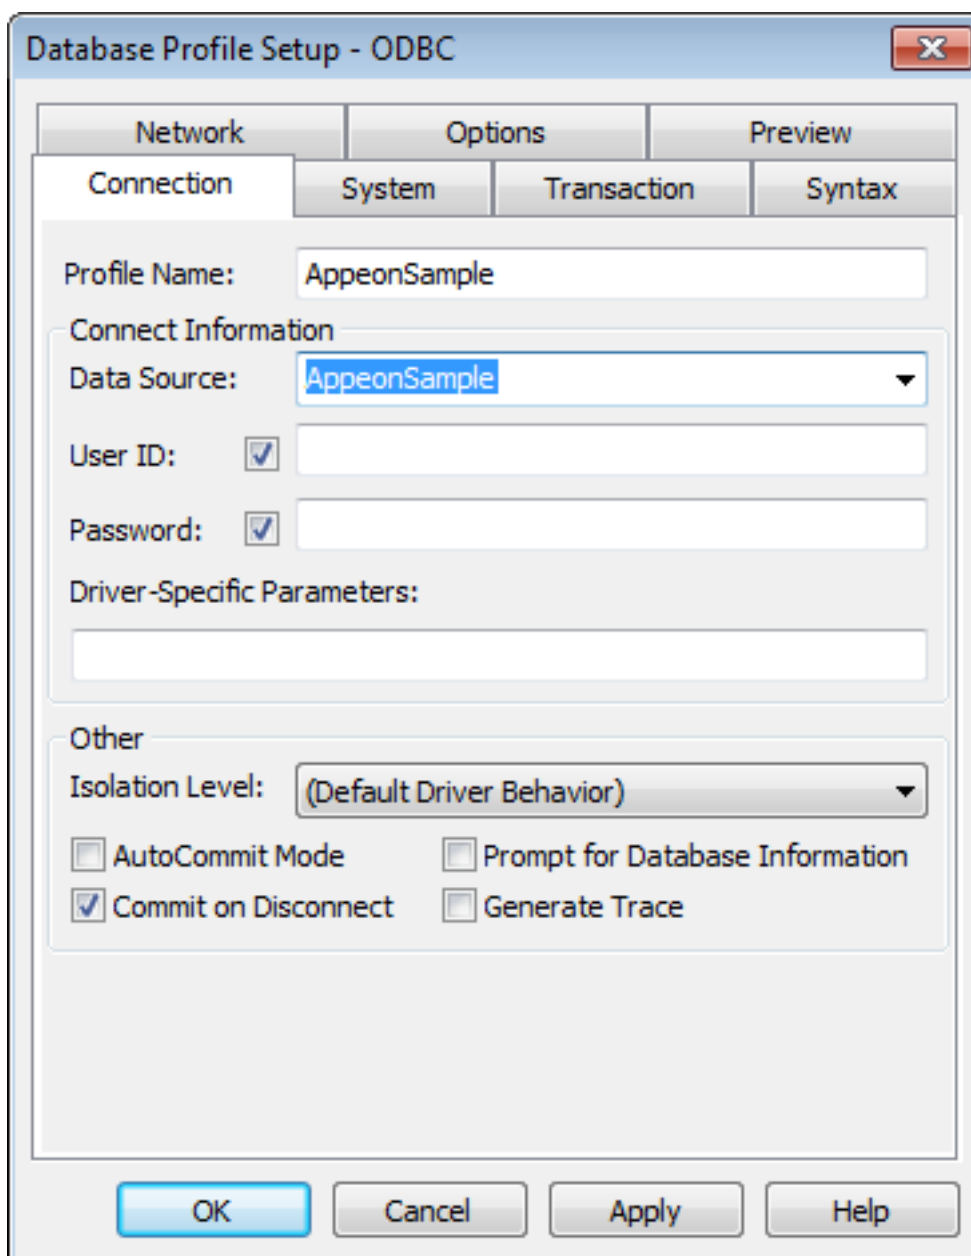 Database Profile Setup - ODBC
Network Options Preview
Connection System Transaction Syntax
Profile Name: AppeonSample
Connect Information
Data Source: AppeonSample
User ID:
Password:
Driver-Specific Parameters:
Other
Isolation Level: (Default Driver Behavior)
AutoCommit Mode Prompt for Database Information
Commit on Disconnect Generate Trace
OK Cancel Apply Help